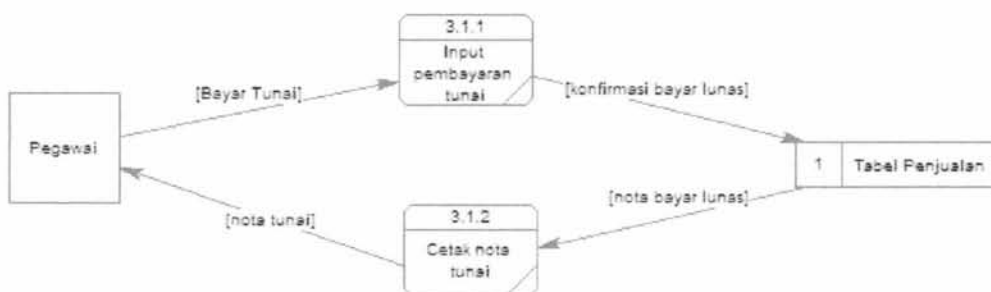 3.1.1
Input
pembayaran
tunai
[Bayar Tunai]
[konfirmasi bayar lunas]
Pegawai
1 Tabel Penjualan
[nota bayar lunas]
[nota tunai]
3.1.2
Cetak nota
tunai